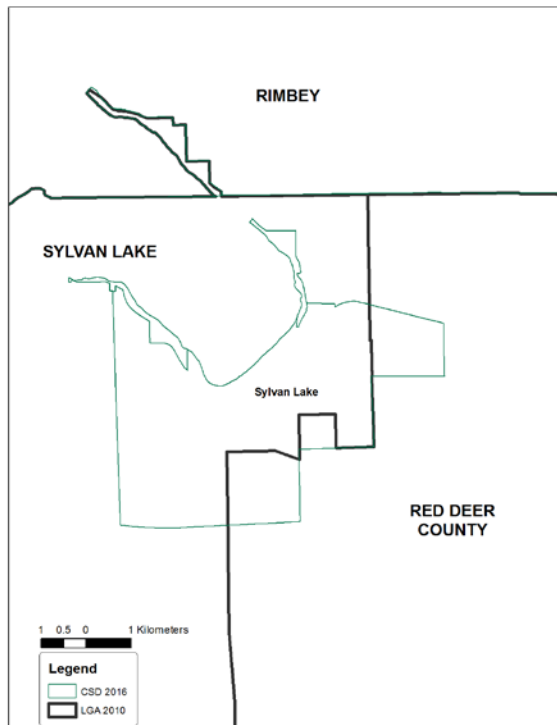 RIMBEY
SYLVAN LAKE
Sylvan Lake
RED DEER
COUNTY
1 0.5 0 1 Kilometers
Legend
CSD 2016
LGA 2010